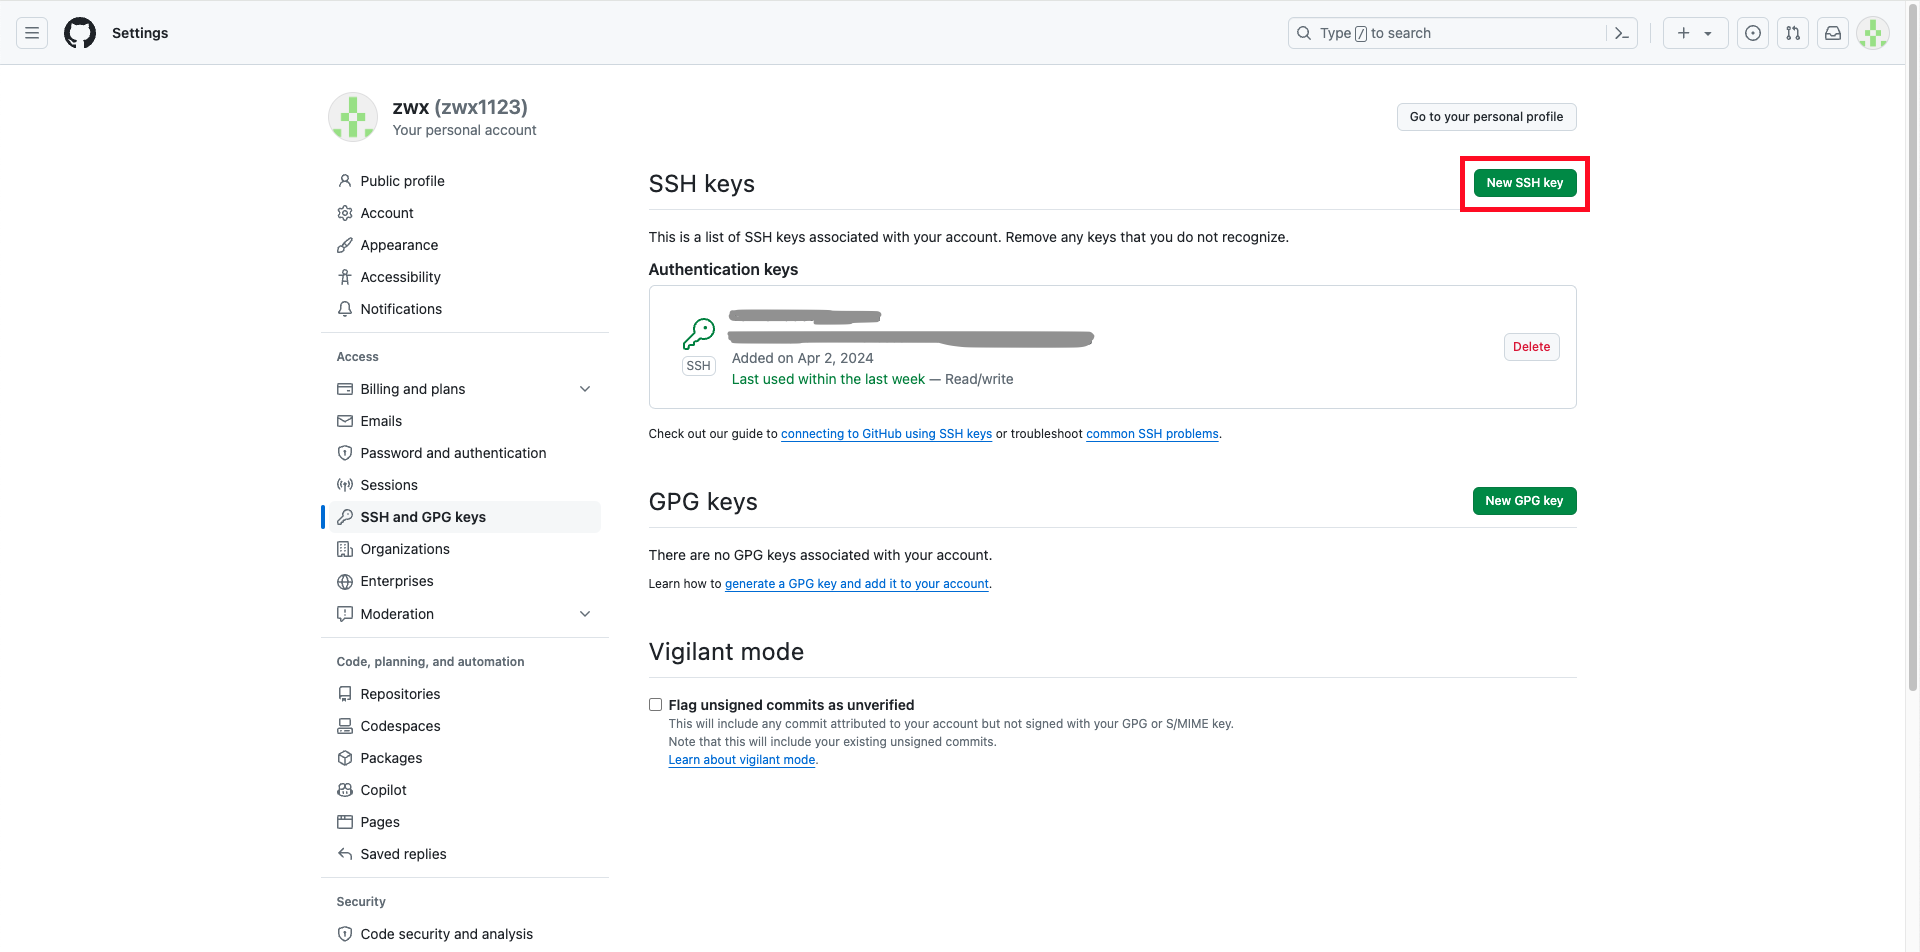 Settings
Type / to search
zwx (zwx1123)
Your personal account
Go to your personal profile
Public profile
Account
Appearance
Accessibility
Notifications
Access
Billing and plans
Emails
Password and authentication
Sessions
SSH and GPG keys
Organizations
Enterprises
Moderation
Code, planning, and automation
Repositories
Codespaces
Packages
Copilot
Pages
Saved replies
Security
Code security and analysis
SSH keys
New SSH key
This is a list of SSH keys associated with your account. Remove any keys that you do not recognize.
Authentication keys
SSH
Added on Apr 2, 2024
Last used within the last week — Read/write
Delete
Check out our guide to connecting to GitHub using SSH keys or troubleshoot common SSH problems.
GPG keys
New GPG key
There are no GPG keys associated with your account.
Learn how to generate a GPG key and add it to your account.
Vigilant mode
Flag unsigned commits as unverified
This will include any commit attributed to your account but not signed with your GPG or S/MIME key.
Note that this will include your existing unsigned commits.
Learn about vigilant mode.